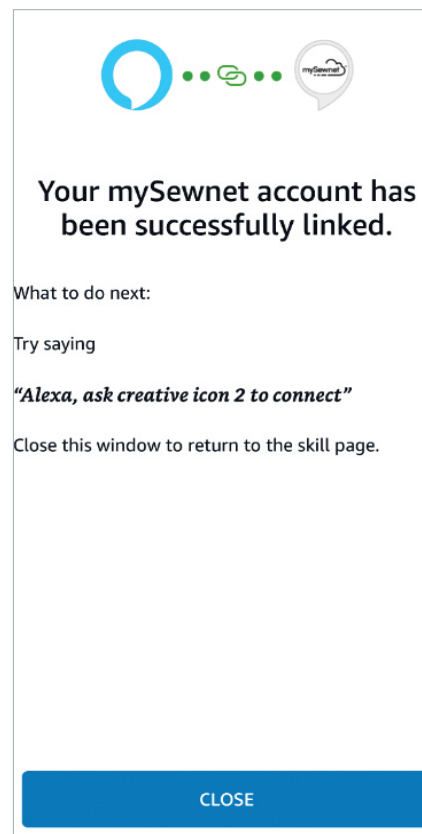 mySewnet
Your mySewnet account has
been successfully linked.
What to do next:
Try saying
“Alexa, ask creative icon 2 to connect”
Close this window to return to the skill page.
CLOSE